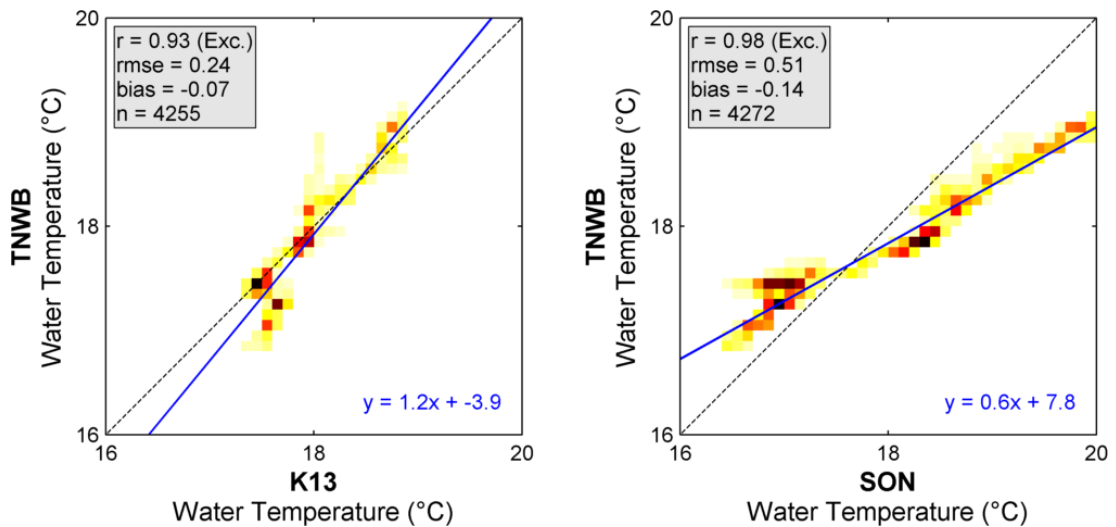 20
18
16
r = 0.93 (Exc.)
rmse = 0.24
bias = -0.07
n = 4255
TNWB
Water Temperature (°C)
y = 1.2x + -3.9
16
18
20
K13
Water Temperature (°C)
20
18
16
r = 0.98 (Exc.)
rmse = 0.51
bias = -0.14
n = 4272
TNWB
Water Temperature (°C)
y = 0.6x + 7.8
16
18
20
SON
Water Temperature (°C)